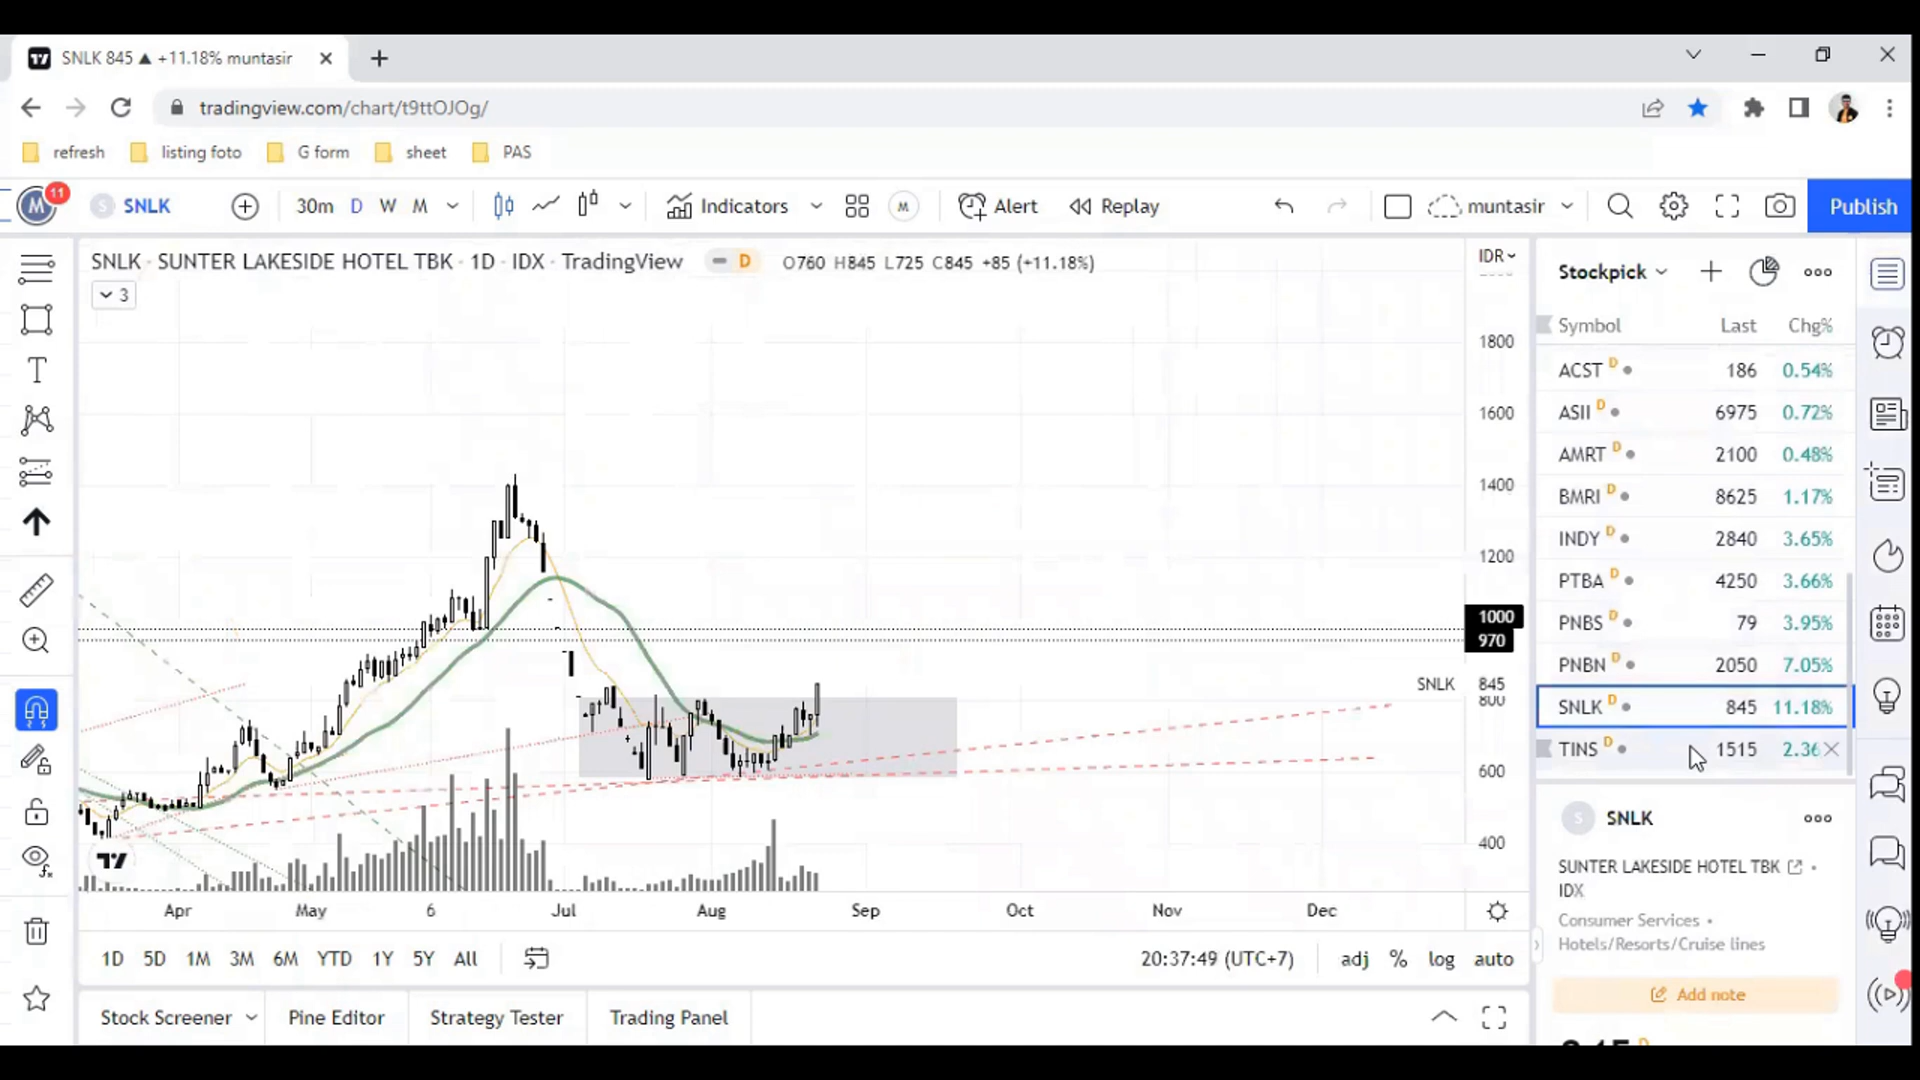 SNLK 845 ▲ +11.18% muntasir
tradingview.com/chart/t9ttOJOg/
refresh listing foto G form sheet PAS
M 11 S SNLK 30m D W M Indicators M Alert Replay muntasir Publish
SNLK · SUNTER LAKESIDE HOTEL TBK · 1D · IDX · TradingView D O760 H845 L725 C845 +85 (+11.18%)
3
IDR
1800
1600
1400
1200
1000
970
SNLK 845
800
600
400
Apr May 6 Jul Aug Sep Oct Nov Dec
1D 5D 1M 3M 6M YTD 1Y 5Y All 20:37:49 (UTC+7) adj % log auto
Stock Screener Pine Editor Strategy Tester Trading Panel
Stockpick
Symbol Last Chg%
ACST D 186 0.54%
ASII D 6975 0.72%
AMRT D 2100 0.48%
BMRI D 8625 1.17%
INDY D 2840 3.65%
PTBA D 4250 3.66%
PNBS D 79 3.95%
PNBN D 2050 7.05%
SNLK D 845 11.18%
TINS D 1515 2.36
S SNLK
SUNTER LAKESIDE HOTEL TBK ·
IDX
Consumer Services •
Hotels/Resorts/Cruise lines
Add note